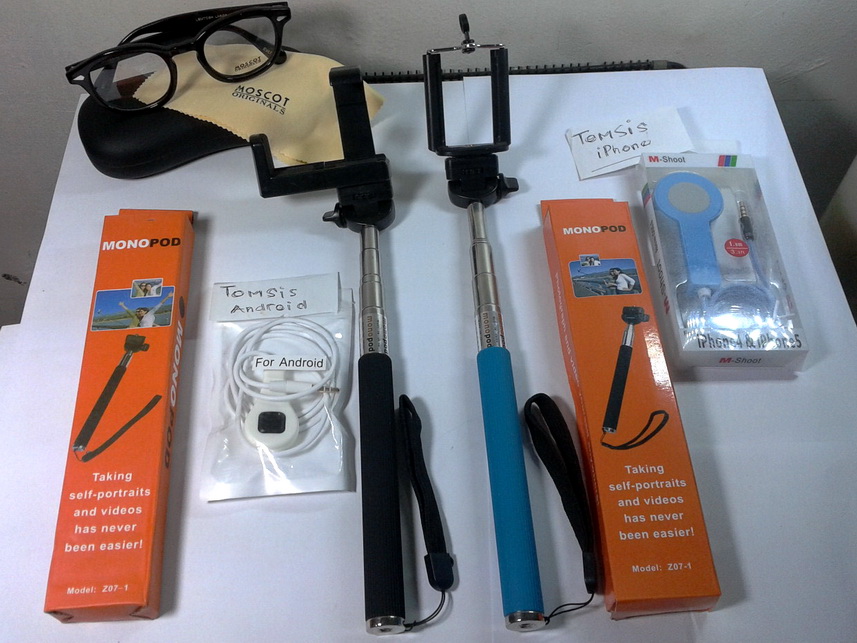 MOSCOT
ORIGINALS
MOSCOT
TOMSis
iPhone
M-Shoot
MONOPOD
MONOPOD
Taking
self-portraits
and videos
has never
been easier!
Model: Z07-1
TOMSis
Android
For Android
monopod
monopod
MONOPOD
Taking
self-portraits
and videos
has never
been easier!
Model: Z07-1
iPhone4 & iPhone5
M-Shoot